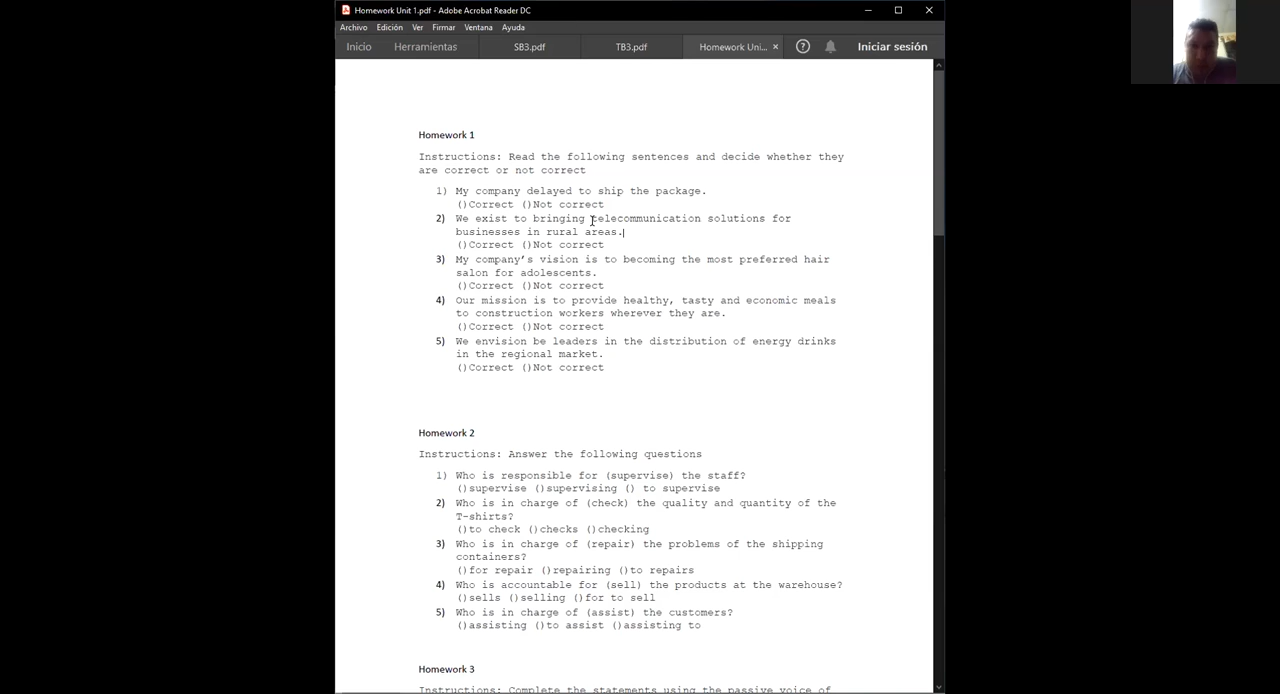 Homework Unit 1.pdf - Adobe Acrobat Reader DC
Archivo Edición Ver Firmar Ventana Ayuda
Inicio Herramientas SB3.pdf TB3.pdf Homework Uni... × ? Iniciar sesión
Homework 1
Instructions: Read the following sentences and decide whether they
are correct or not correct
1) My company delayed to ship the package.
()Correct ()Not correct
2) We exist to bringing telecommunication solutions for
businesses in rural areas.
()Correct ()Not correct
3) My company's vision is to becoming the most preferred hair
salon for adolescents.
()Correct ()Not correct
4) Our mission is to provide healthy, tasty and economic meals
to construction workers wherever they are.
()Correct ()Not correct
5) We envision be leaders in the distribution of energy drinks
in the regional market.
()Correct ()Not correct
Homework 2
Instructions: Answer the following questions
1) Who is responsible for (supervise) the staff?
()supervise ()supervising () to supervise
2) Who is in charge of (check) the quality and quantity of the
T-shirts?
()to check ()checks ()checking
3) Who is in charge of (repair) the problems of the shipping
containers?
()for repair ()repairing ()to repairs
4) Who is accountable for (sell) the products at the warehouse?
()sells ()selling ()for to sell
5) Who is in charge of (assist) the customers?
()assisting ()to assist ()assisting to
Homework 3
Instructions: Complete the statements using the passive voice of